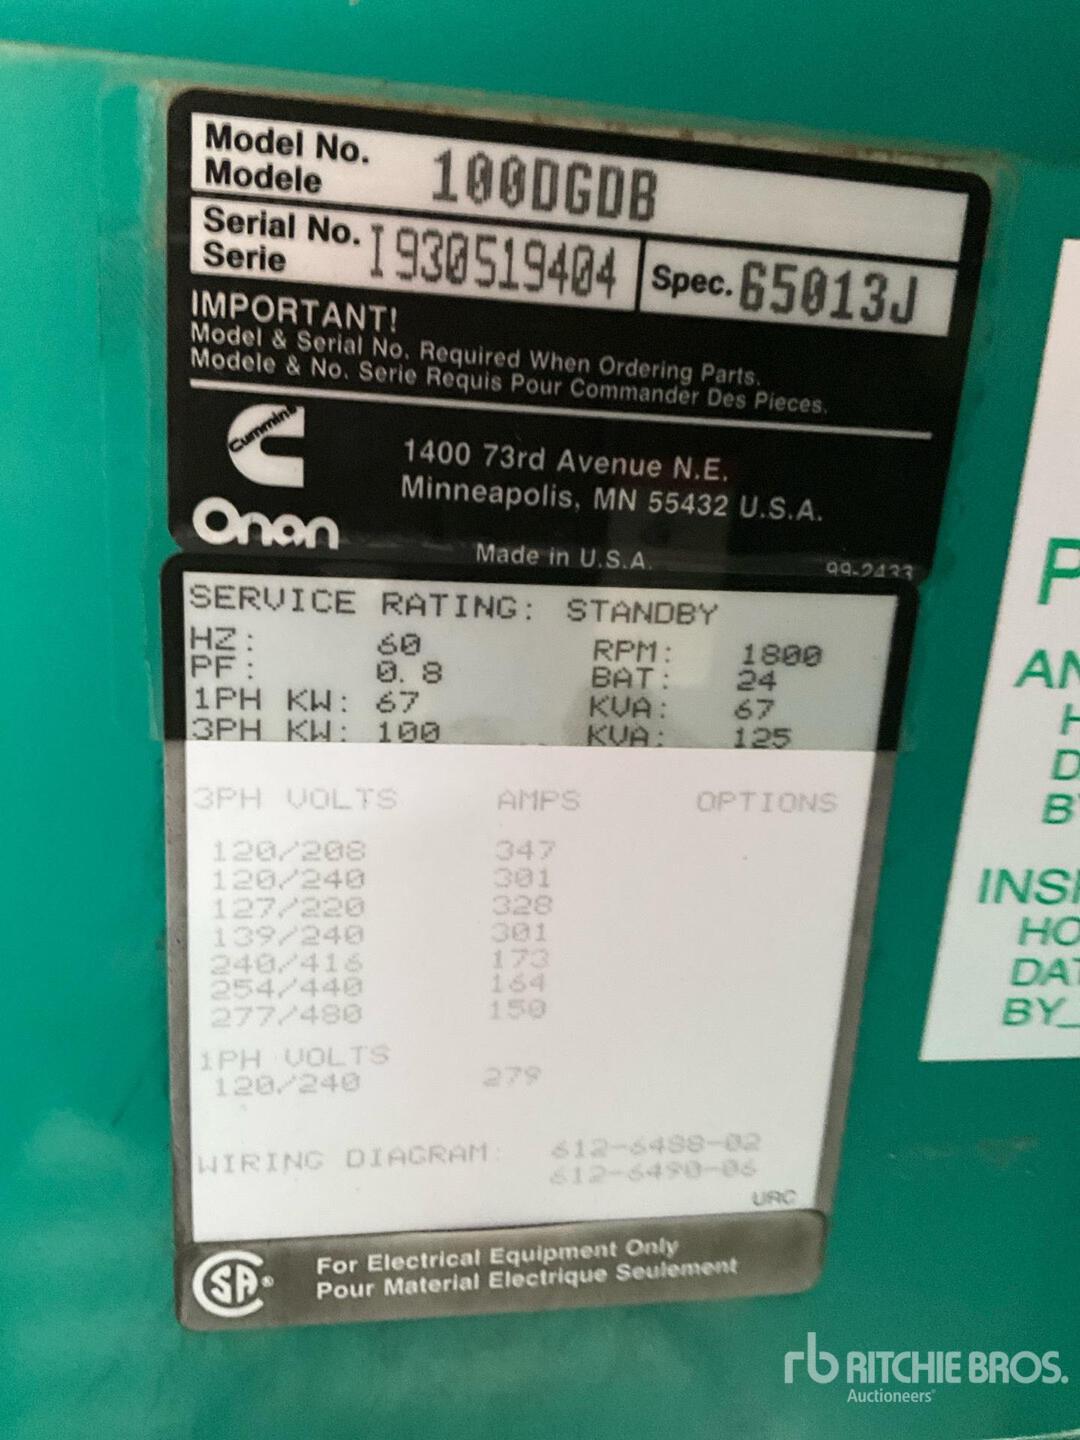 Model No. 100DGDB
Modele
Serial No. I930519404 Spec. 65013J
Serie
IMPORTANT!
Model & Serial No. Required When Ordering Parts.
Modele & No. Serie Requis Pour Commander Des Pieces.
Cummins
1400 73rd Avenue N.E.
Minneapolis, MN 55432 U.S.A.
Onan
Made in U.S.A. 99-2433
SERVICE RATING: STANDBY
HZ: 60 RPM: 1800
PF: 0.8 BAT: 24
1PH KW: 67 KVA: 67
3PH KW: 100 KVA: 125
3PH VOLTS AMPS OPTIONS
120/208 347
120/240 301
127/220 328
139/240 301
240/416 173
254/440 164
277/480 150
1PH VOLTS
120/240 279
WIRING DIAGRAM: 612-6488-02
612-6490-06
URC
SA®
For Electrical Equipment Only
Pour Material Electrique Seulement
P
AN
H
D
B
INS
HO
DAT
BY_
rb RITCHIE BROS.
Auctioneers